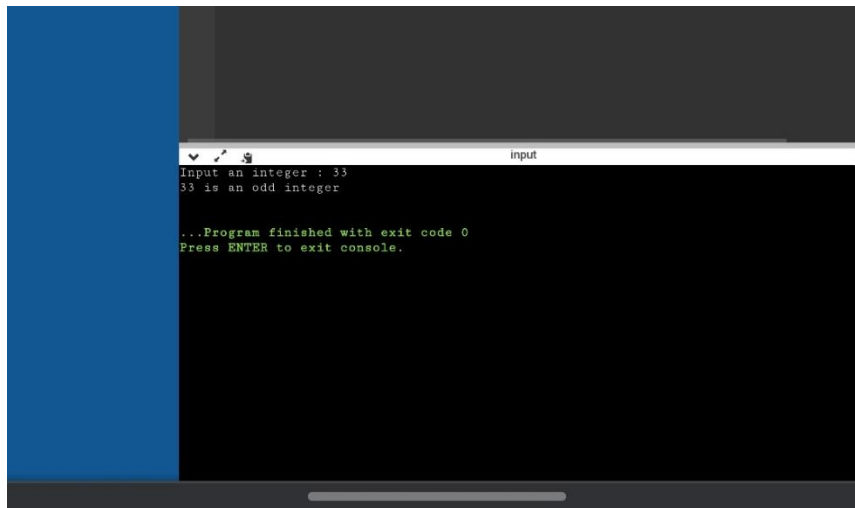 input
Input an integer : 33
33 is an odd integer
...Program finished with exit code 0
Press ENTER to exit console.